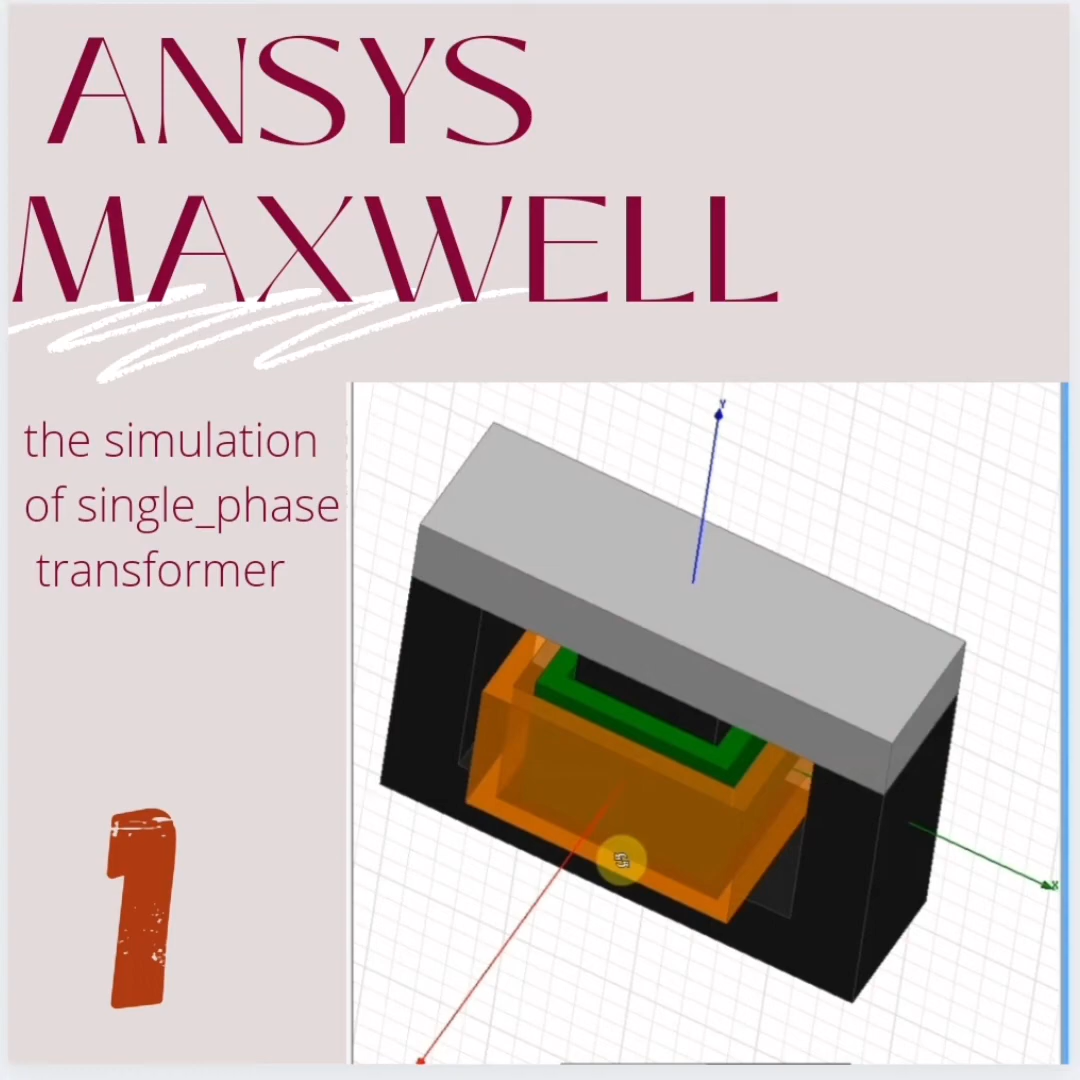 ANSYS
MAXWELL
the simulation
of single_phase
transformer
1